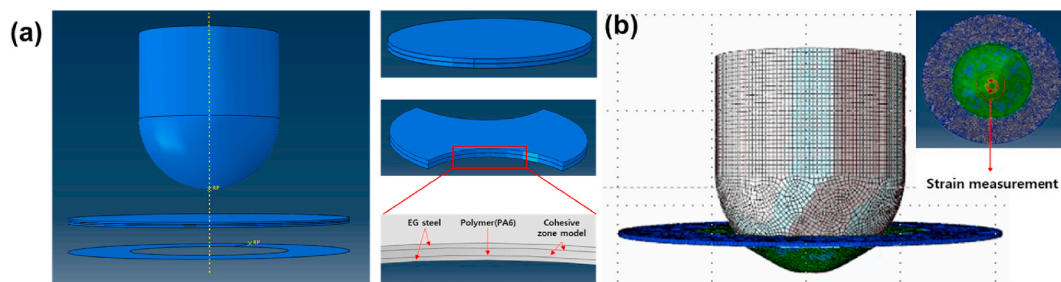 (a)
RP
RP
EG steel
Polymer(PA6)
Cohesive
zone model
(b)
Strain measurement